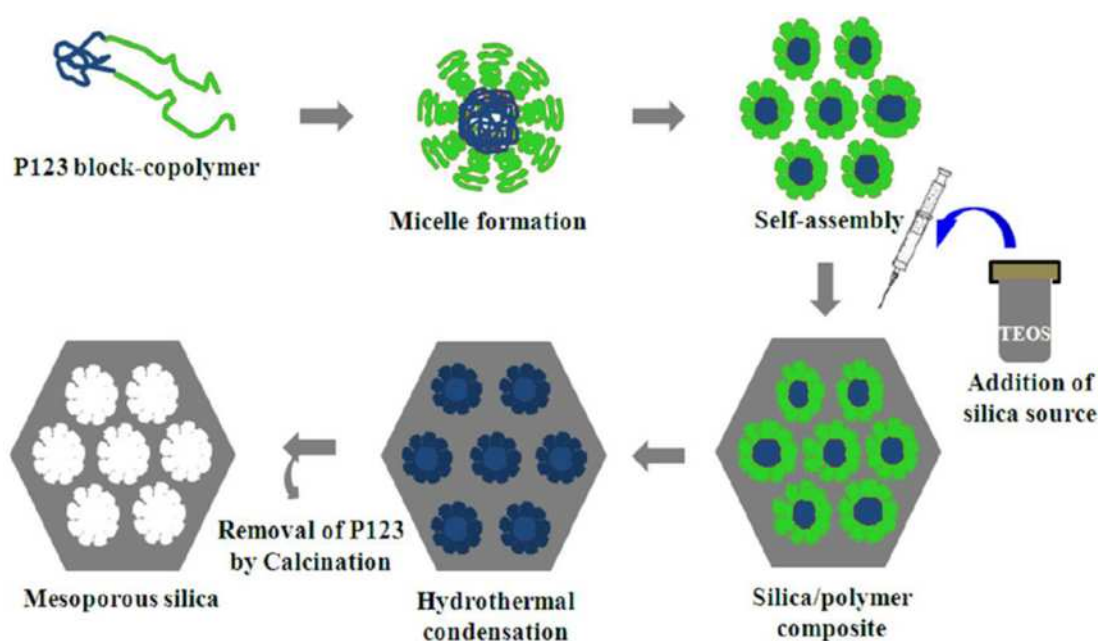 P123 block-copolymer
Micelle formation
Self-assembly
TEOS
Addition of
silica source
Mesoporous silica
Removal of P123
by Calcination
Hydrothermal
condensation
Silica/polymer
composite